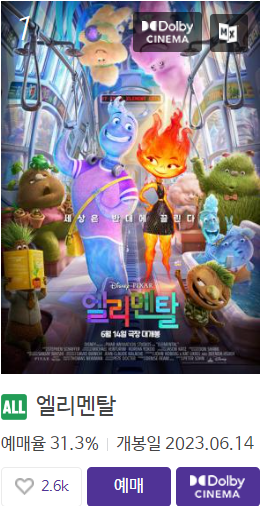 1
Dolby
CINEMA
MX
세상은 반대에 끌린다
Disney · PIXAR
엘리멘탈
6월 14일 극장 대개봉
ALL 엘리멘탈
예매율 31.3% 개봉일 2023.06.14
2.6k 예매 Dolby
CINEMA